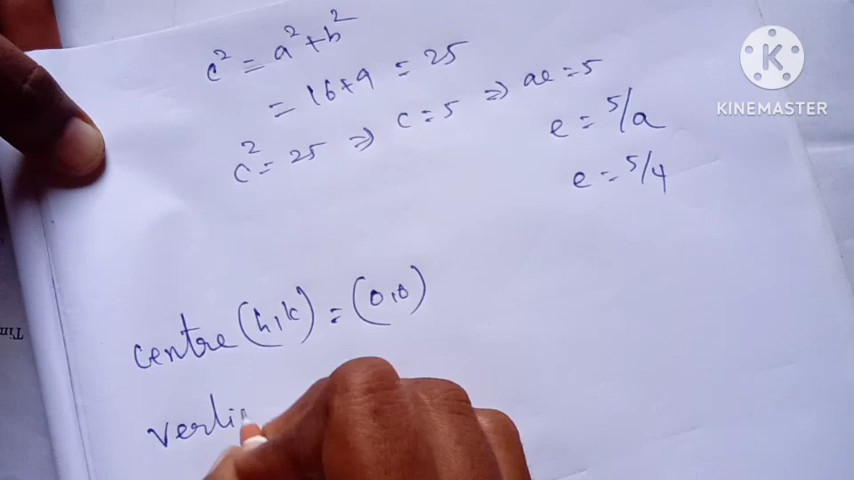 c² = a² + b²
= 16 + 9 = 25
c² = 25 ⇒ c = 5 ⇒ ae = 5
e = 5/a
e = 5/4
centre (h, k) = (0, 0)
verti
K
KINEMASTER
Tim